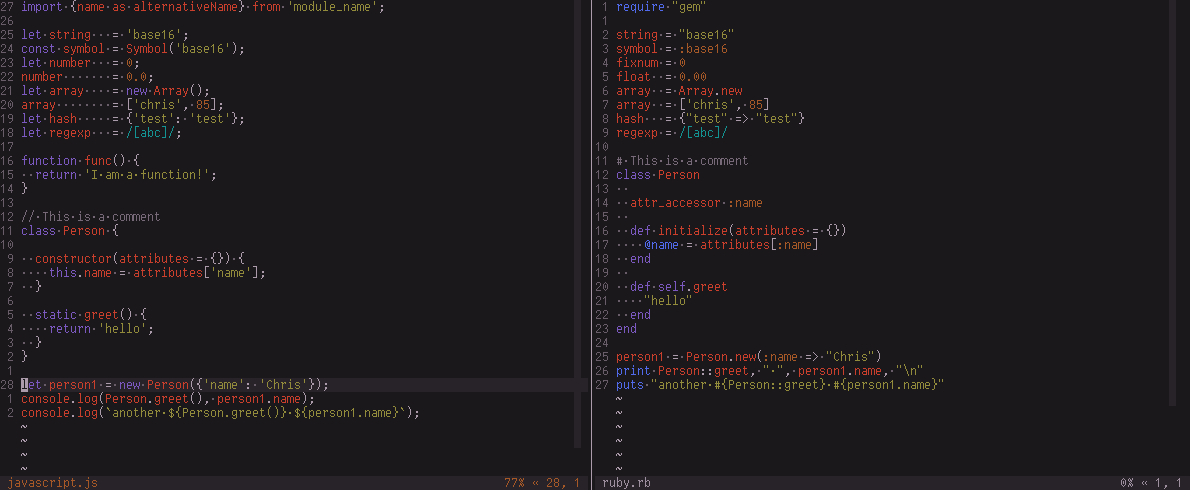 27 import·{name·as·alternativeName}·from·'module_name';
26
25 let·string···=·'base16';
24 const·symbol·=·Symbol('base16');
23 let·number···=·0;
22 number·······=·0.0;
21 let·array····=·new·Array();
20 array········=·['chris',·85];
19 let·hash·····=·{'test':·'test'};
18 let·regexp···=·/[abc]/;
17
16 function·func()·{
15 ··return·'I·am·a·function!';
14 }
13
12 //·This·is·a·comment
11 class·Person·{
10
9 ··constructor(attributes·=·{})·{
8 ····this.name·=·attributes['name'];
7 ··}
6
5 ··static·greet()·{
4 ····return·'hello';
3 ··}
2 }
1
28 let·person1·=·new·Person({'name':·'Chris'});
1 console.log(Person.greet(),·person1.name);
2 console.log(`another·${Person.greet()}·${person1.name}`);
~
~
~
~
javascript.js 77% « 28, 1
1 require·"gem"
1
2 string·=·"base16"
3 symbol·=·:base16
4 fixnum·=·0
5 float··=·0.00
6 array··=·Array.new
7 array··=·['chris',·85]
8 hash···=·{"test"·=>·"test"}
9 regexp·=·/[abc]/
10
11 #·This·is·a·comment
12 class·Person
13 ··
14 ··attr_accessor·:name
15 ··
16 ··def·initialize(attributes·=·{})
17 ····@name·=·attributes[:name]
18 ··end
19 ··
20 ··def·self.greet
21 ····"hello"
22 ··end
23 end
24
25 person1·=·Person.new(:name·=>·"Chris")
26 print·Person::greet,·"·",·person1.name,·"\n"
27 puts·"another·#{Person::greet}·#{person1.name}"
~
~
~
~
~
~
ruby.rb 0% « 1, 1